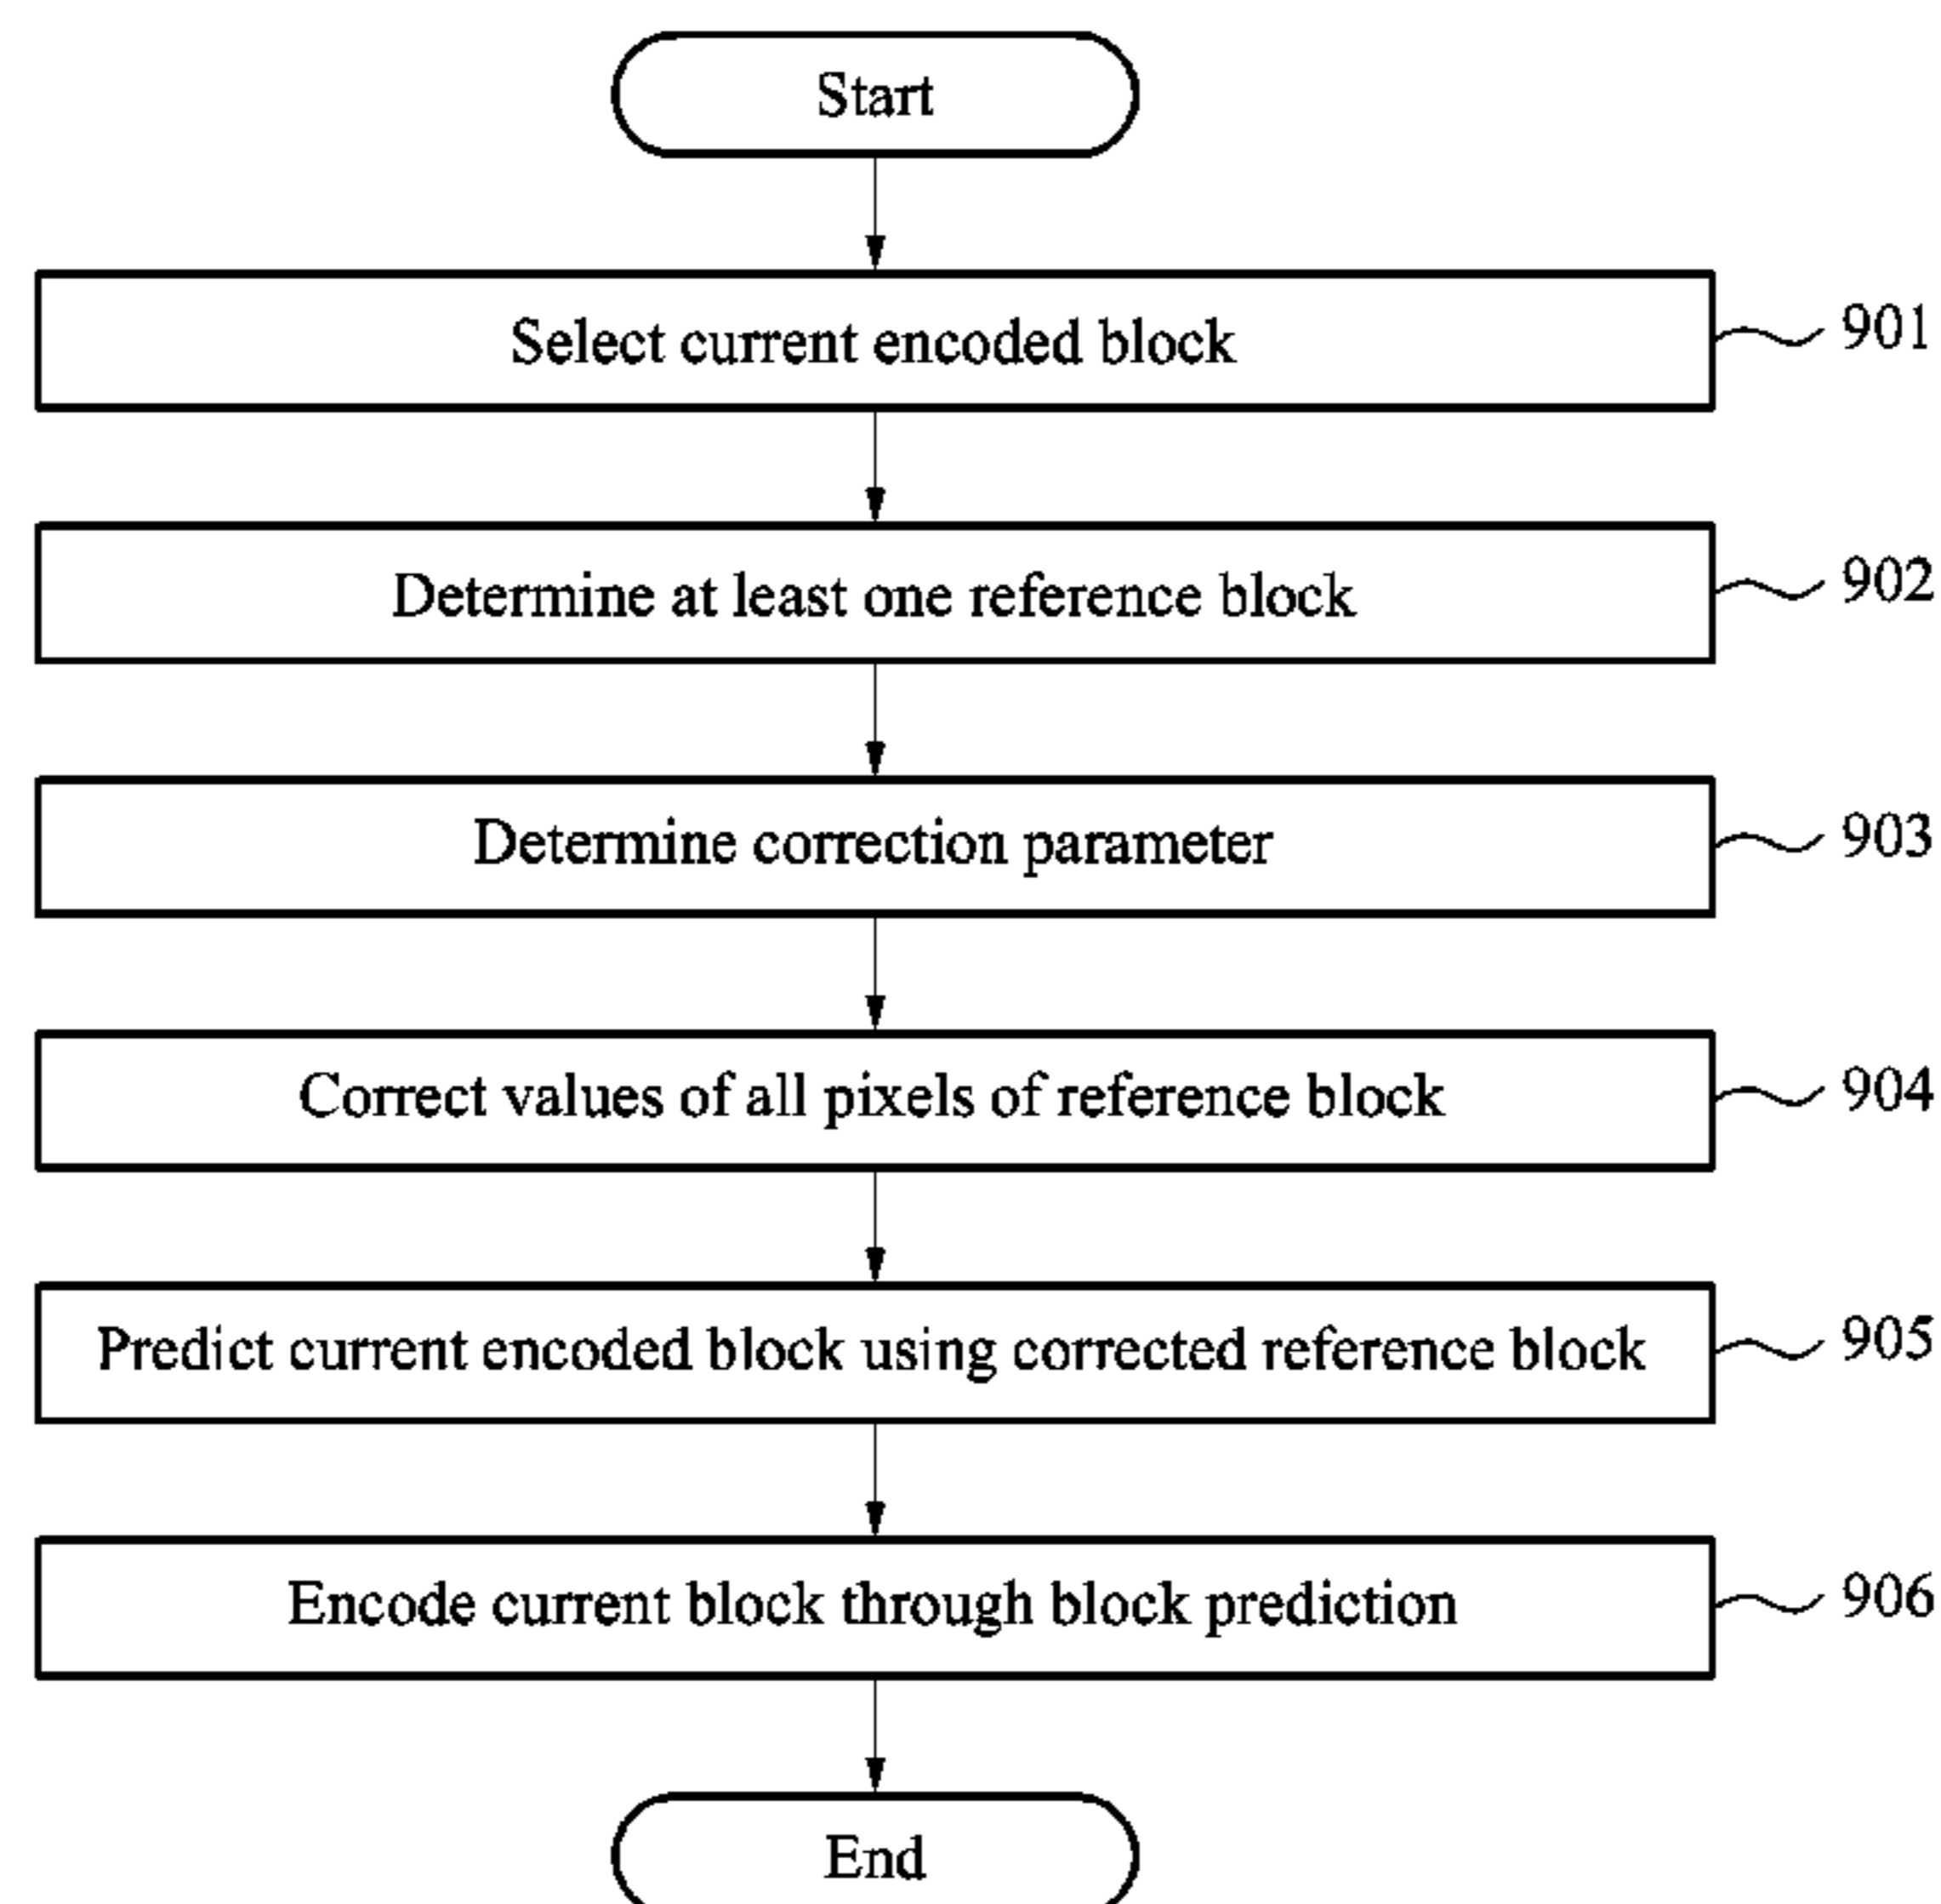 Start
Select current encoded block
901
Determine at least one reference block
902
Determine correction parameter
903
Correct values of all pixels of reference block
904
Predict current encoded block using corrected reference block
905
Encode current block through block prediction
906
End